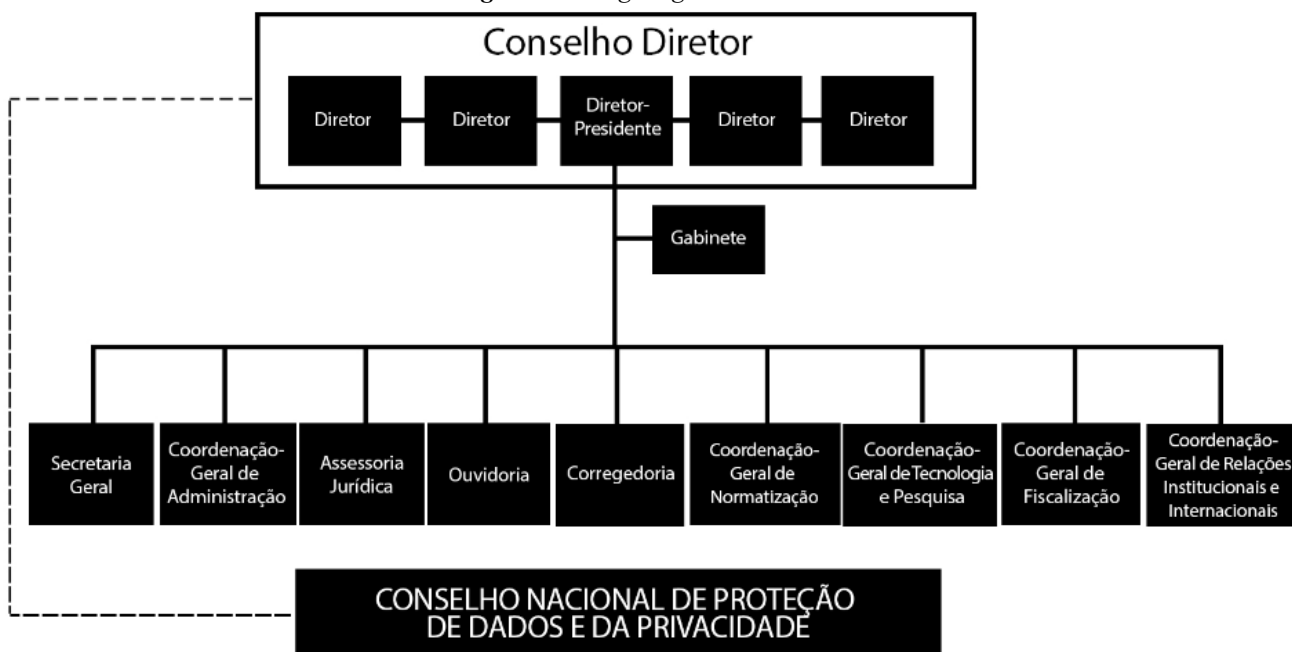 Conselho Diretor
Diretor
Diretor
Diretor-
Presidente
Diretor
Diretor
Gabinete
Secretaria
Geral
Coordenação-
Geral de
Administração
Assessoria
Jurídica
Ouvidoria
Corregedoria
Coordenação-
Geral de
Normatização
Coordenação-
Geral de Tecnologia
e Pesquisa
Coordenação-
Geral de
Fiscalização
Coordenação-
Geral de Relações
Institucionais e
Internacionais
CONSELHO NACIONAL DE PROTEÇÃO
DE DADOS E DA PRIVACIDADE